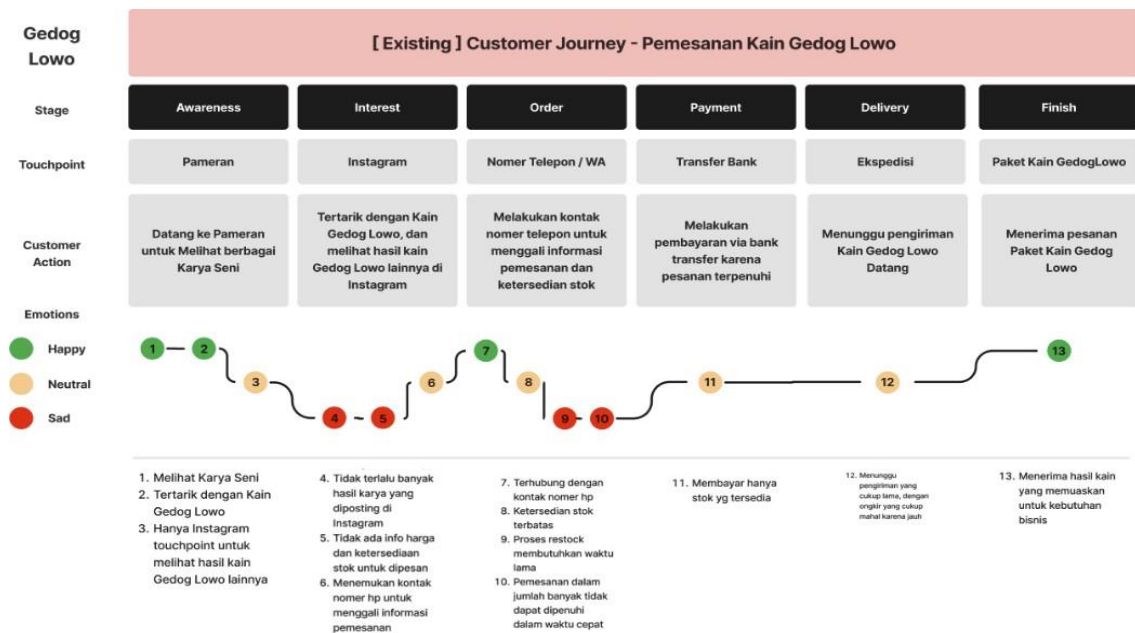 Gedog
Lowo
[ Existing ] Customer Journey - Pemesanan Kain Gedog Lowo
Stage
Awareness
Interest
Order
Payment
Delivery
Finish
Touchpoint
Pameran
Instagram
Nomer Telepon / WA
Transfer Bank
Ekspedisi
Paket Kain GedogLowo
Customer
Action
Datang ke Pameran
untuk Melihat berbagai
Karya Seni
Tertarik dengan Kain
Gedog Lowo, dan
melihat hasil kain
Gedog Lowo lainnya di
Instagram
Melakukan kontak
nomer telepon untuk
menggali informasi
pemesanan dan
ketersedian stok
Melakukan
pembayaran via bank
transfer karena
pesanan terpenuhi
Menunggu pengiriman
Kain Gedog Lowo
Datang
Menerima pesanan
Paket Kain Gedog
Lowo
Emotions
Happy
Neutral
Sad
1
2
3
4
5
6
7
8
9
10
11
12
13
1. Melihat Karya Seni
2. Tertarik dengan Kain
Gedog Lowo
3. Hanya Instagram
touchpoint untuk
melihat hasil kain
Gedog Lowo lainnya
4. Tidak terlalu banyak
hasil karya yang
diposting di
Instagram
5. Tidak ada info harga
dan ketersediaan
stok untuk dipesan
6. Menemukan kontak
nomer hp untuk
menggali informasi
pemesanan
7. Terhubung dengan
kontak nomer hp
8. Ketersedian stok
terbatas
9. Proses restock
membutuhkan waktu
lama
10. Pemesanan dalam
jumlah banyak tidak
dapat dipenuhi
dalam waktu cepat
11. Membayar hanya
stok yg tersedia
12. Menunggu
pengiriman yang
cukup lama, dengan
ongkir yang cukup
mahal karena jauh
13. Menerima hasil kain
yang memuaskan
untuk kebutuhan
bisnis